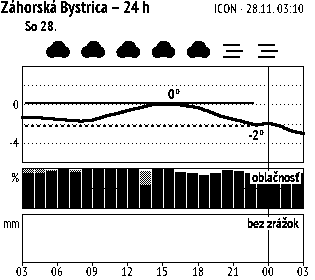 Záhorská Bystrica – 24 h ICON · 28.11. 03:10
So 28.
0°
0
-2°
-4
%
oblačnosť
mm
bez zrážok
03 06 09 12 15 18 21 00 03